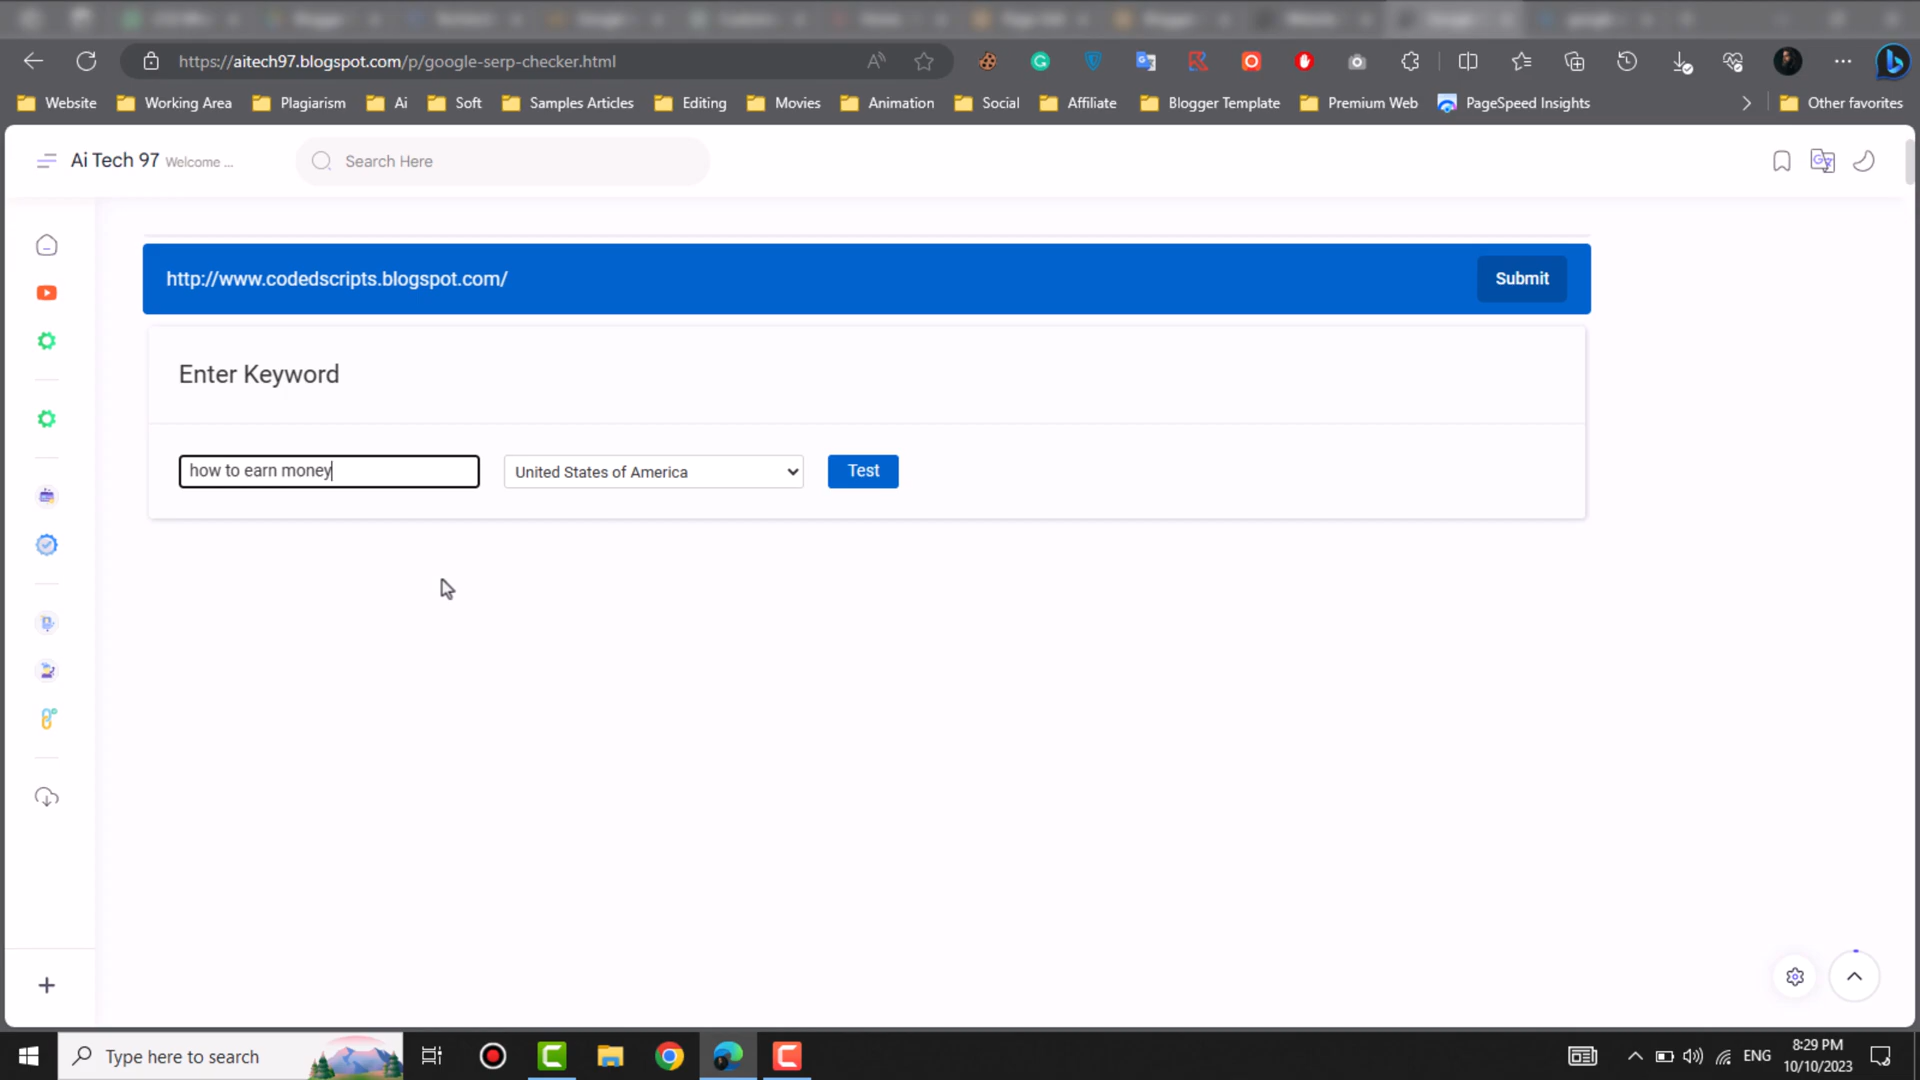 https://aitech97.blogspot.com/p/google-serp-checker.html
Website
Working Area
Plagiarism
Ai
Soft
Samples Articles
Editing
Movies
Animation
Social
Affiliate
Blogger Template
Premium Web
PageSpeed Insights
Other favorites
Ai Tech 97 Welcome ...
Search Here
http://www.codedscripts.blogspot.com/
Submit
Enter Keyword
how to earn money
United States of America
Test
Type here to search
ENG
8:29 PM
10/10/2023